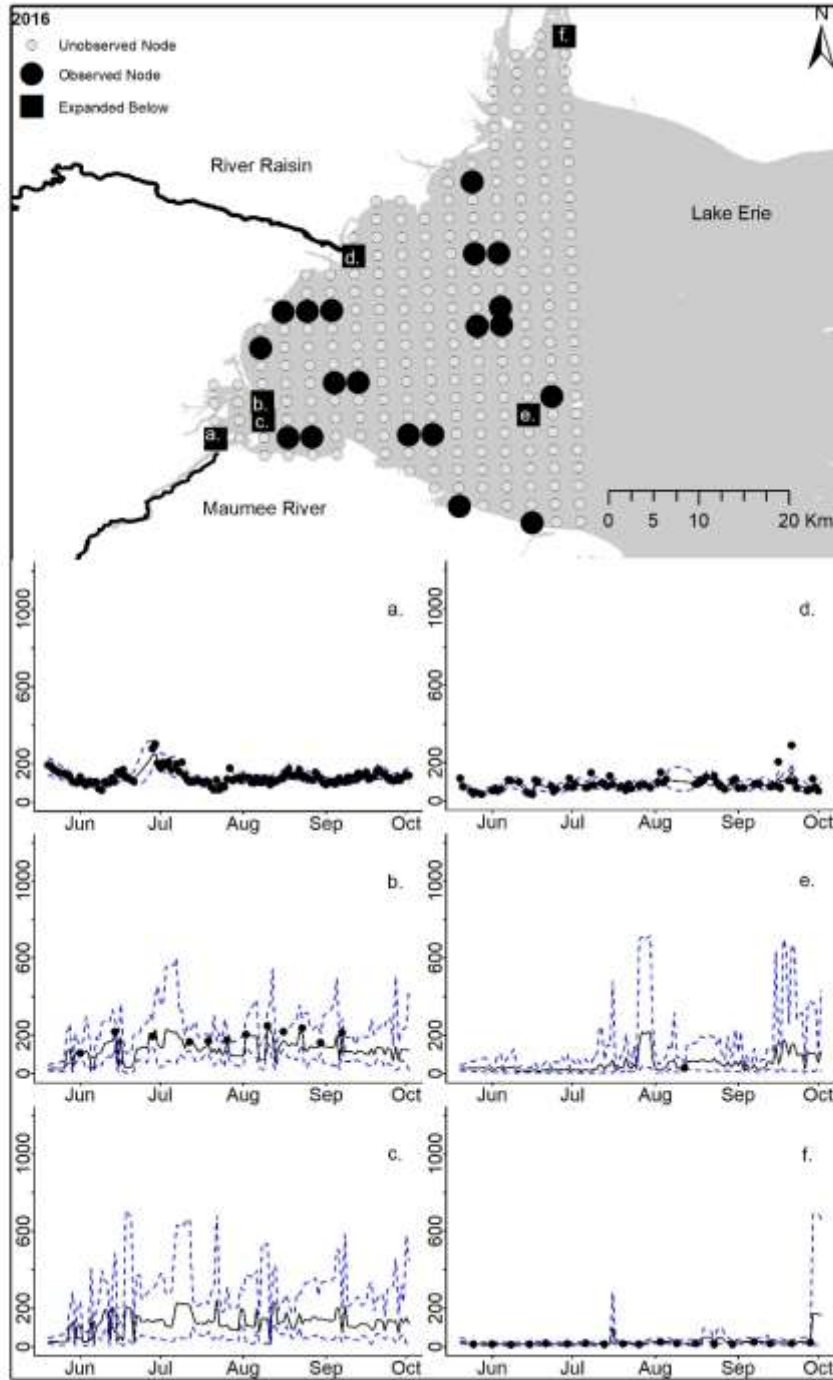 2016
N
Unobserved Node
Observed Node
Expanded Below
f.
River Raisin
Lake Erie
d.
b.
c.
e.
a.
Maumee River
0 5 10 20 Km
a.
1000
600
200
0
Jun Jul Aug Sep Oct
d.
1000
600
200
0
Jun Jul Aug Sep Oct
b.
1000
600
200
0
Jun Jul Aug Sep Oct
e.
1000
600
200
0
Jun Jul Aug Sep Oct
c.
1000
600
200
0
Jun Jul Aug Sep Oct
f.
1000
600
200
0
Jun Jul Aug Sep Oct